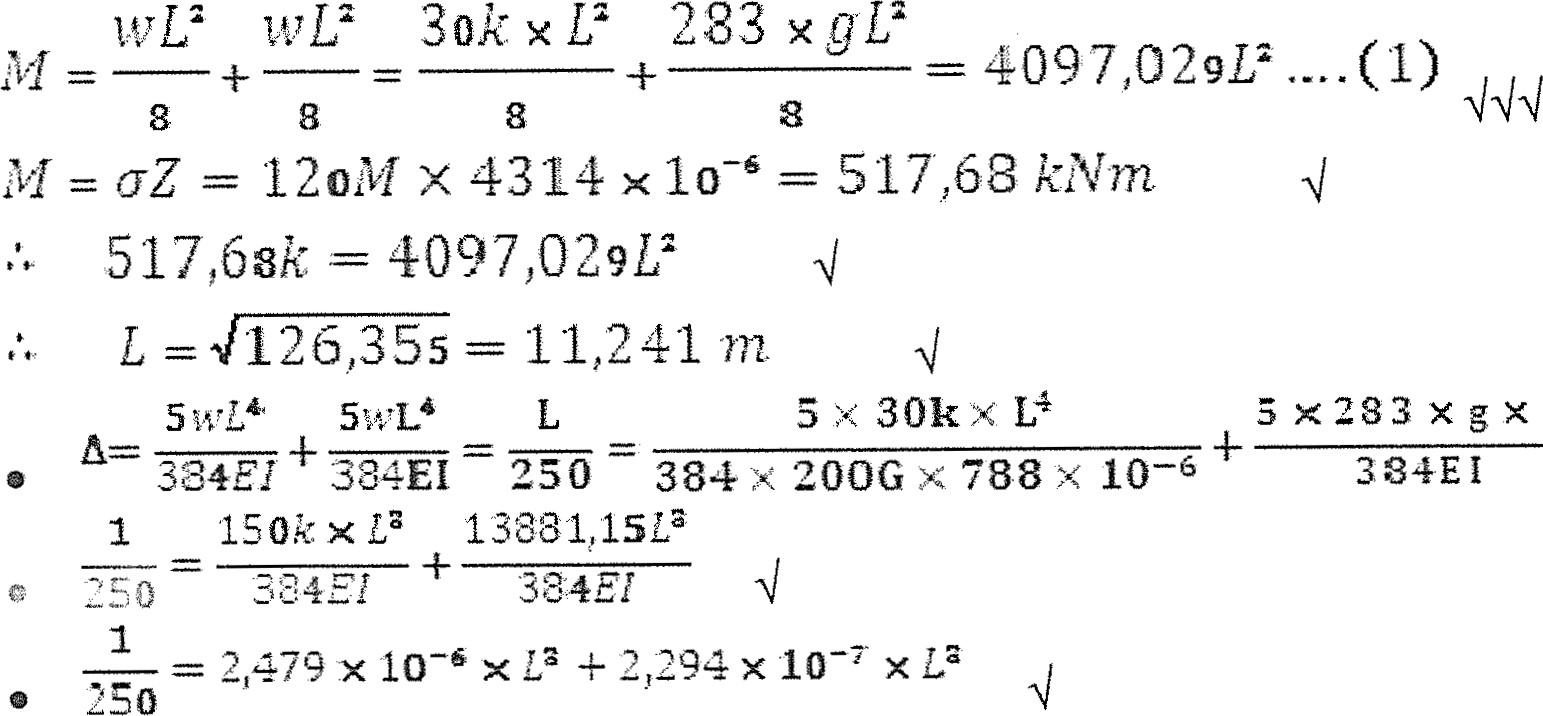 M = wL²/8 + wL²/8 = 30k × L²/8 + 283 × gL²/8 = 4097,029L² ....(1) √√√
M = σZ = 120M × 4314 × 10⁻⁶ = 517,68 kNm √
∴ 517,68k = 4097,029L² √
∴ L = √126,355 = 11,241 m √
• Δ= 5wL⁴/384EI + 5wL⁴/384EI = L/250 = 5 × 30k × L⁴/384 × 200G × 788 × 10⁻⁶ + 5 × 283 × g ×/384EI
• 1/250 = 150k × L³/384EI + 13881,15L³/384EI √
• 1/250 = 2,479 × 10⁻⁶ × L³ + 2,294 × 10⁻⁷ × L³ √